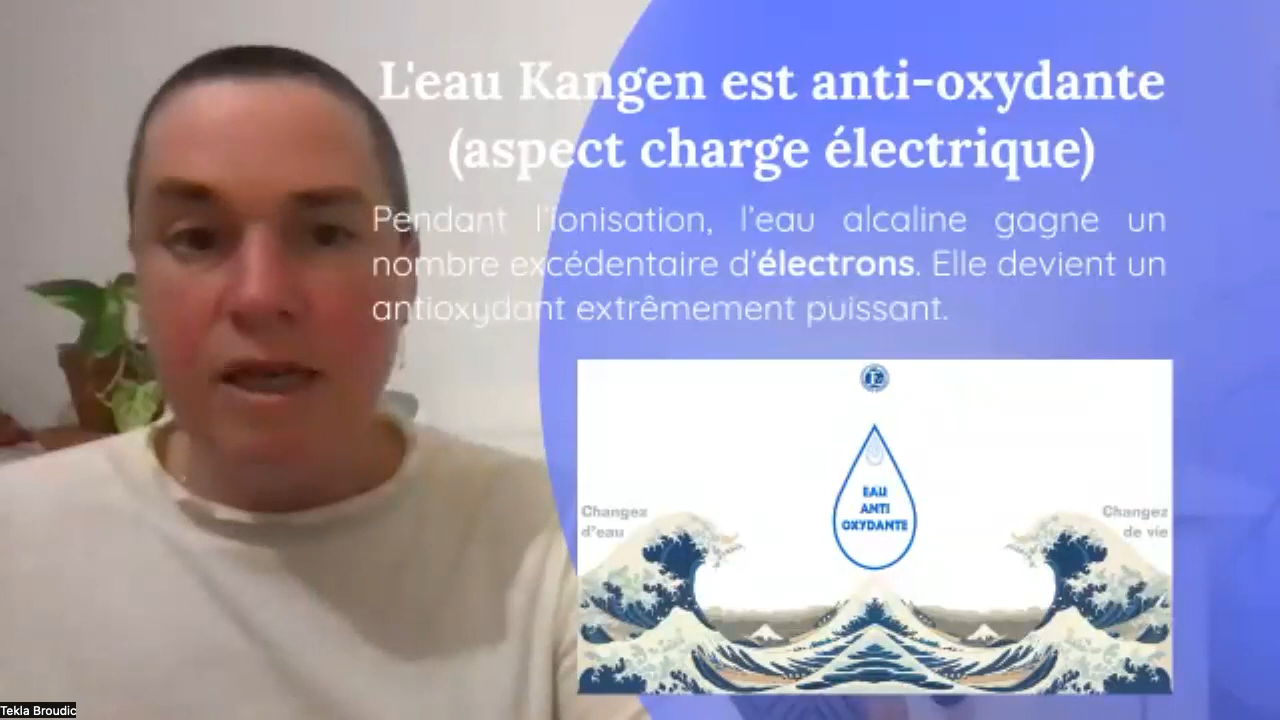 L'eau Kangen est anti-oxydante
(aspect charge électrique)
Pendant l'ionisation, l'eau alcaline gagne un
nombre excédentaire d'électrons. Elle devient un
antioxydant extrêmement puissant.
EAU
ANTI
OXYDANTE
Changez
d'eau
Changez
de vie
Tekla Broudic